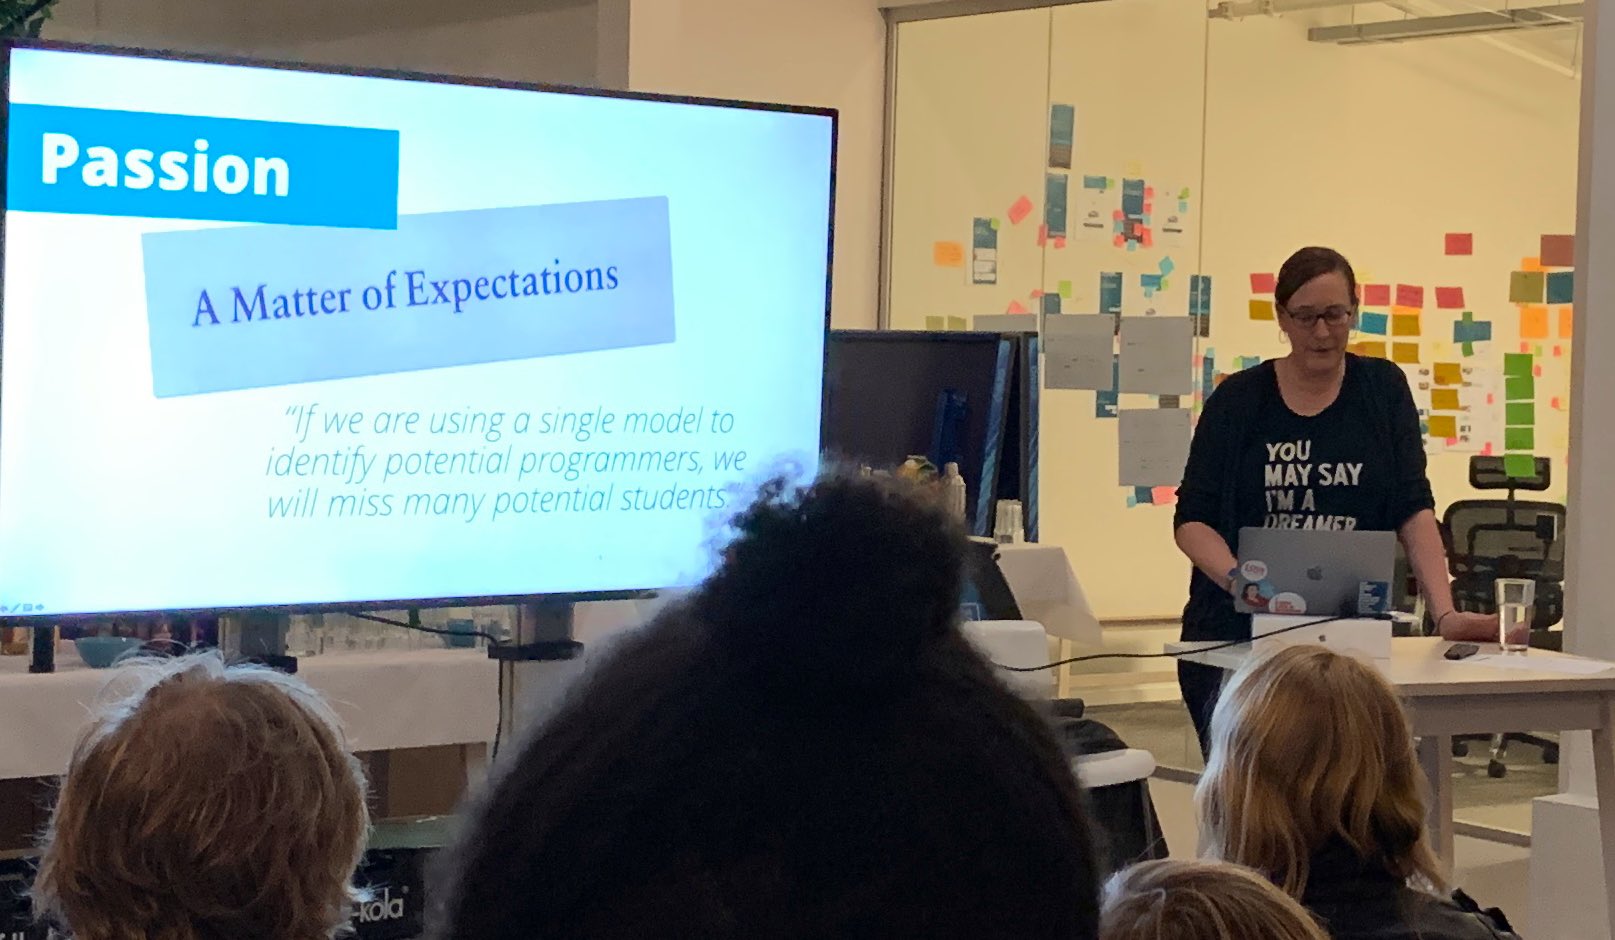 Passion
A Matter of Expectations
“If we are using a single model to
identify potential programmers, we
will miss many potential students.
YOU
MAY SAY
I'M A
DREAMER
-kola